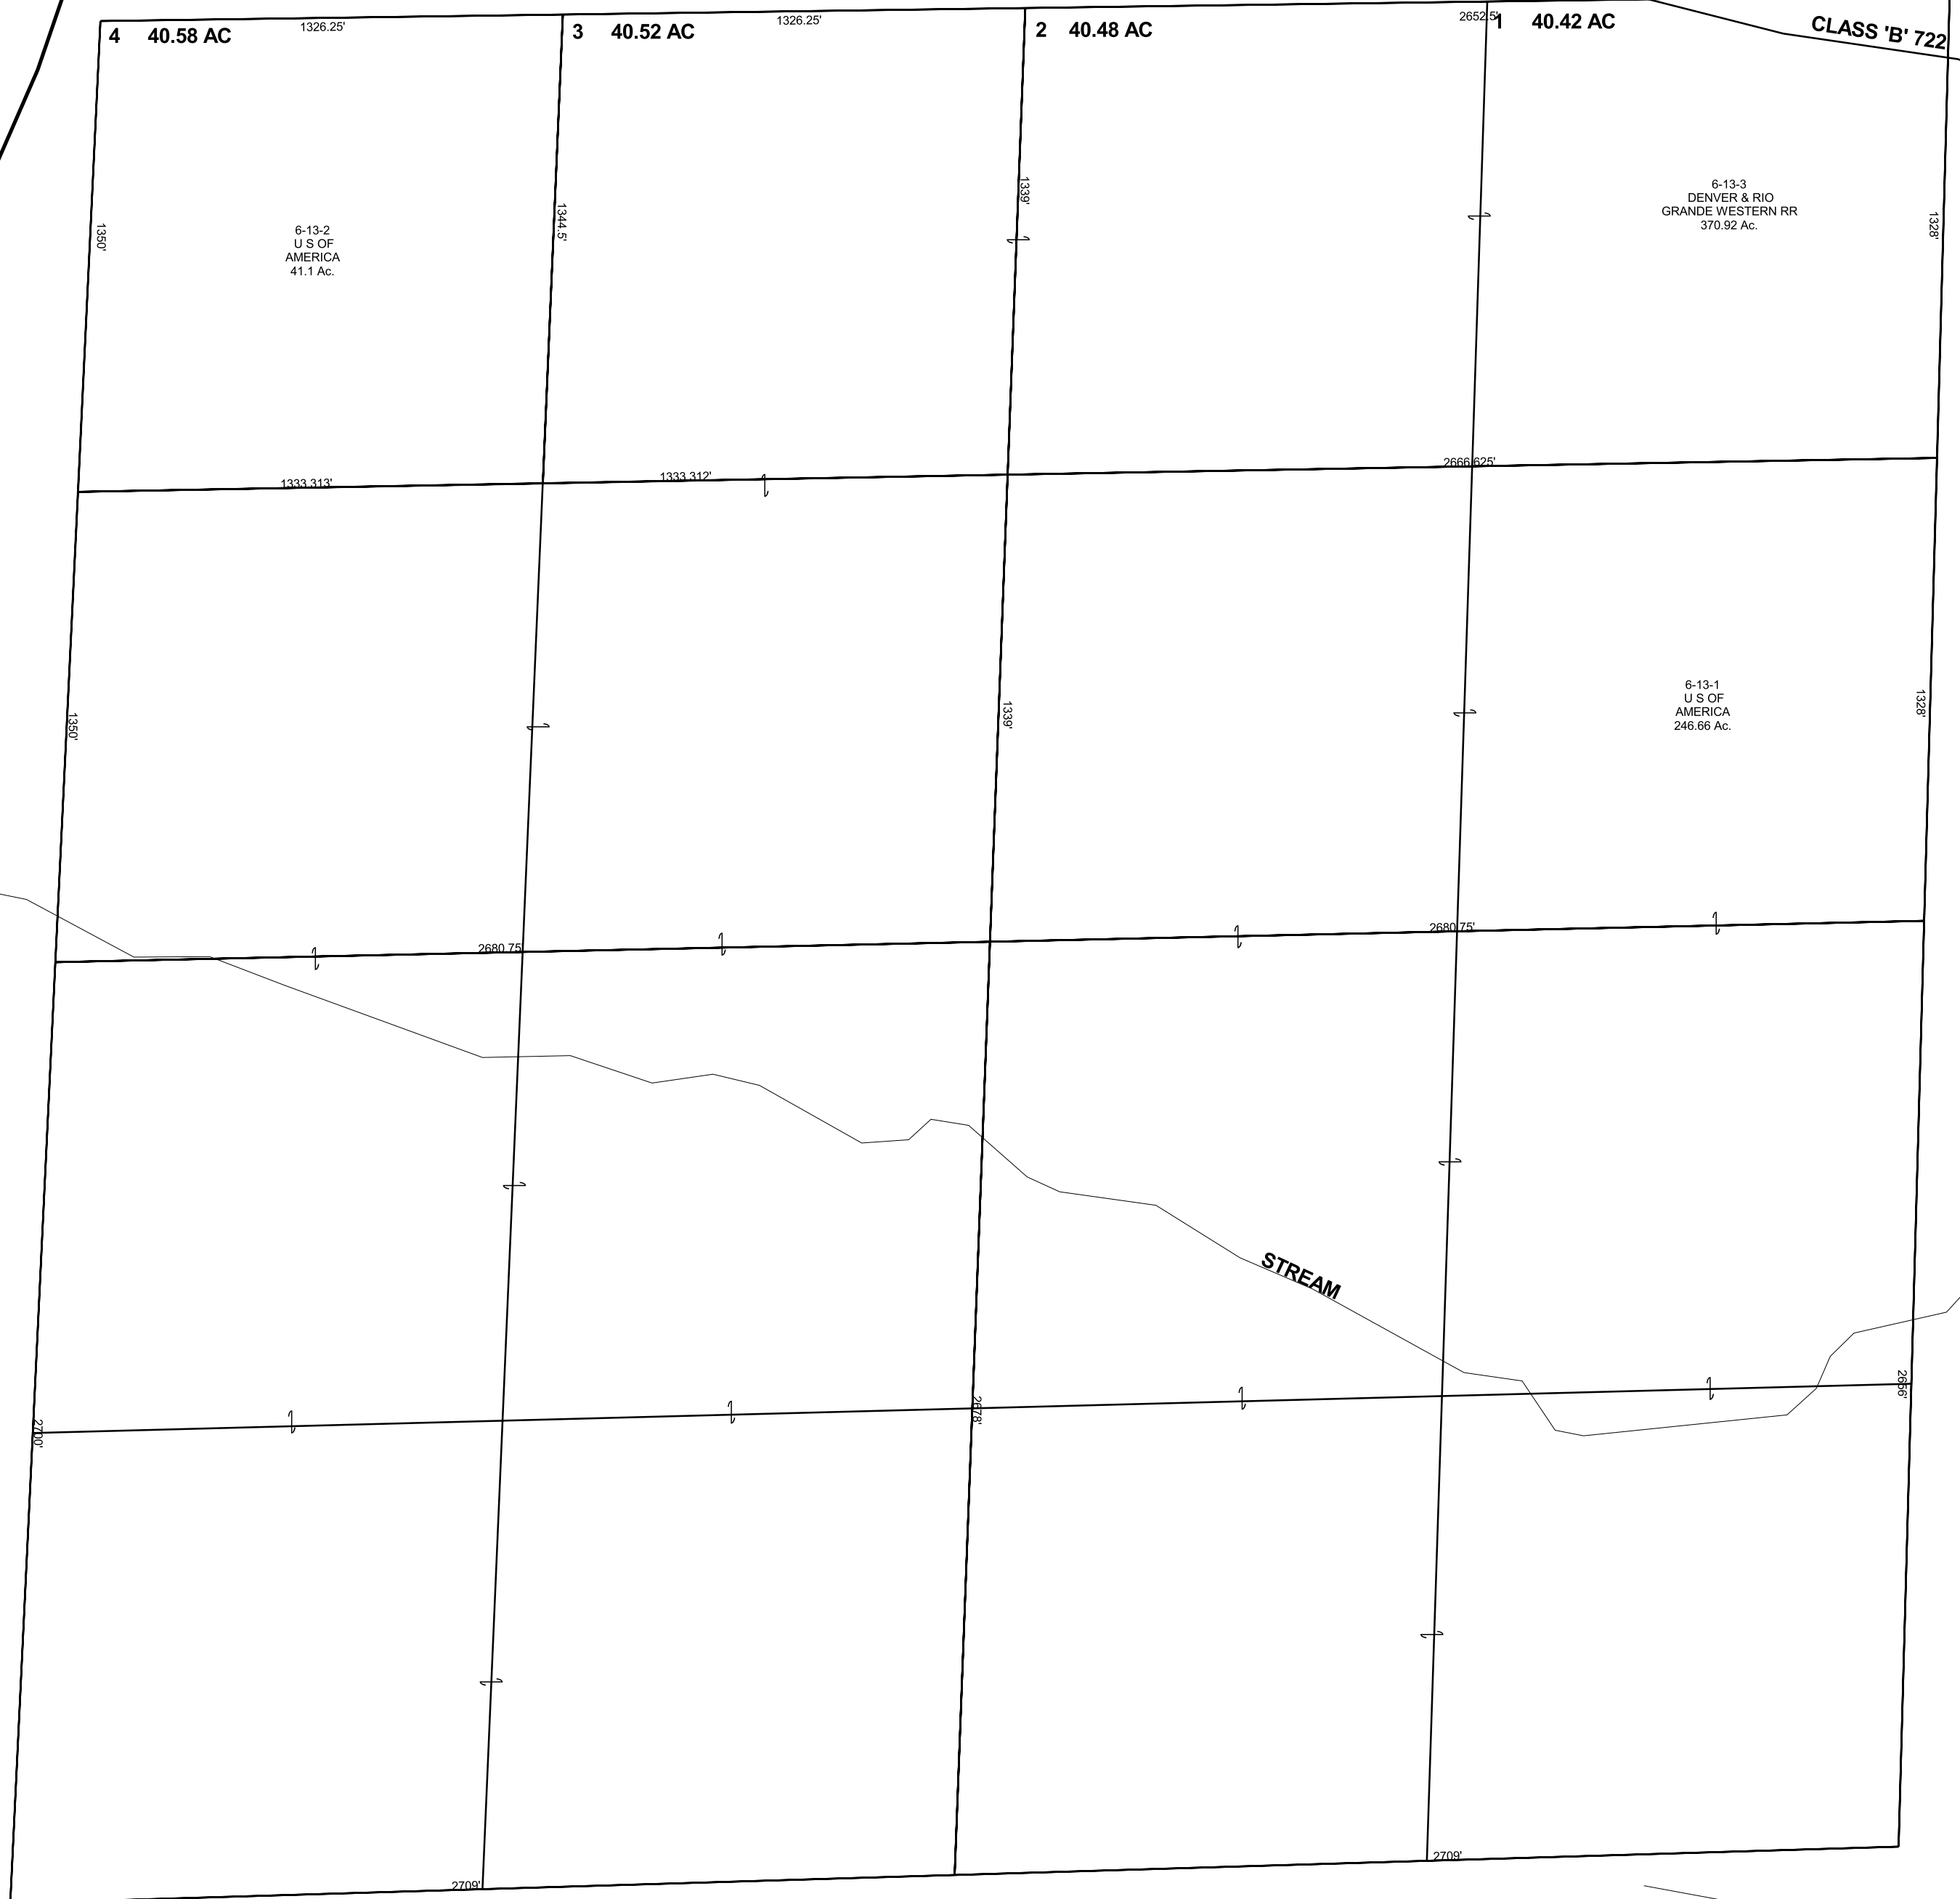 4 40.58 AC
1326.25'
3 40.52 AC
1326.25'
2 40.48 AC
2652.5'
1 40.42 AC
CLASS 'B' 722
1350'
6-13-2
U S OF
AMERICA
41.1 Ac.
1344.5'
1339'
6-13-3
DENVER & RIO
GRANDE WESTERN RR
370.92 Ac.
1328'
1333.313'
1333.312'
2666.625'
1350'
1339'
6-13-1
U S OF
AMERICA
246.66 Ac.
1328'
2680.75'
2680.75'
STREAM
2700'
2678'
2656'
2709'
2709'